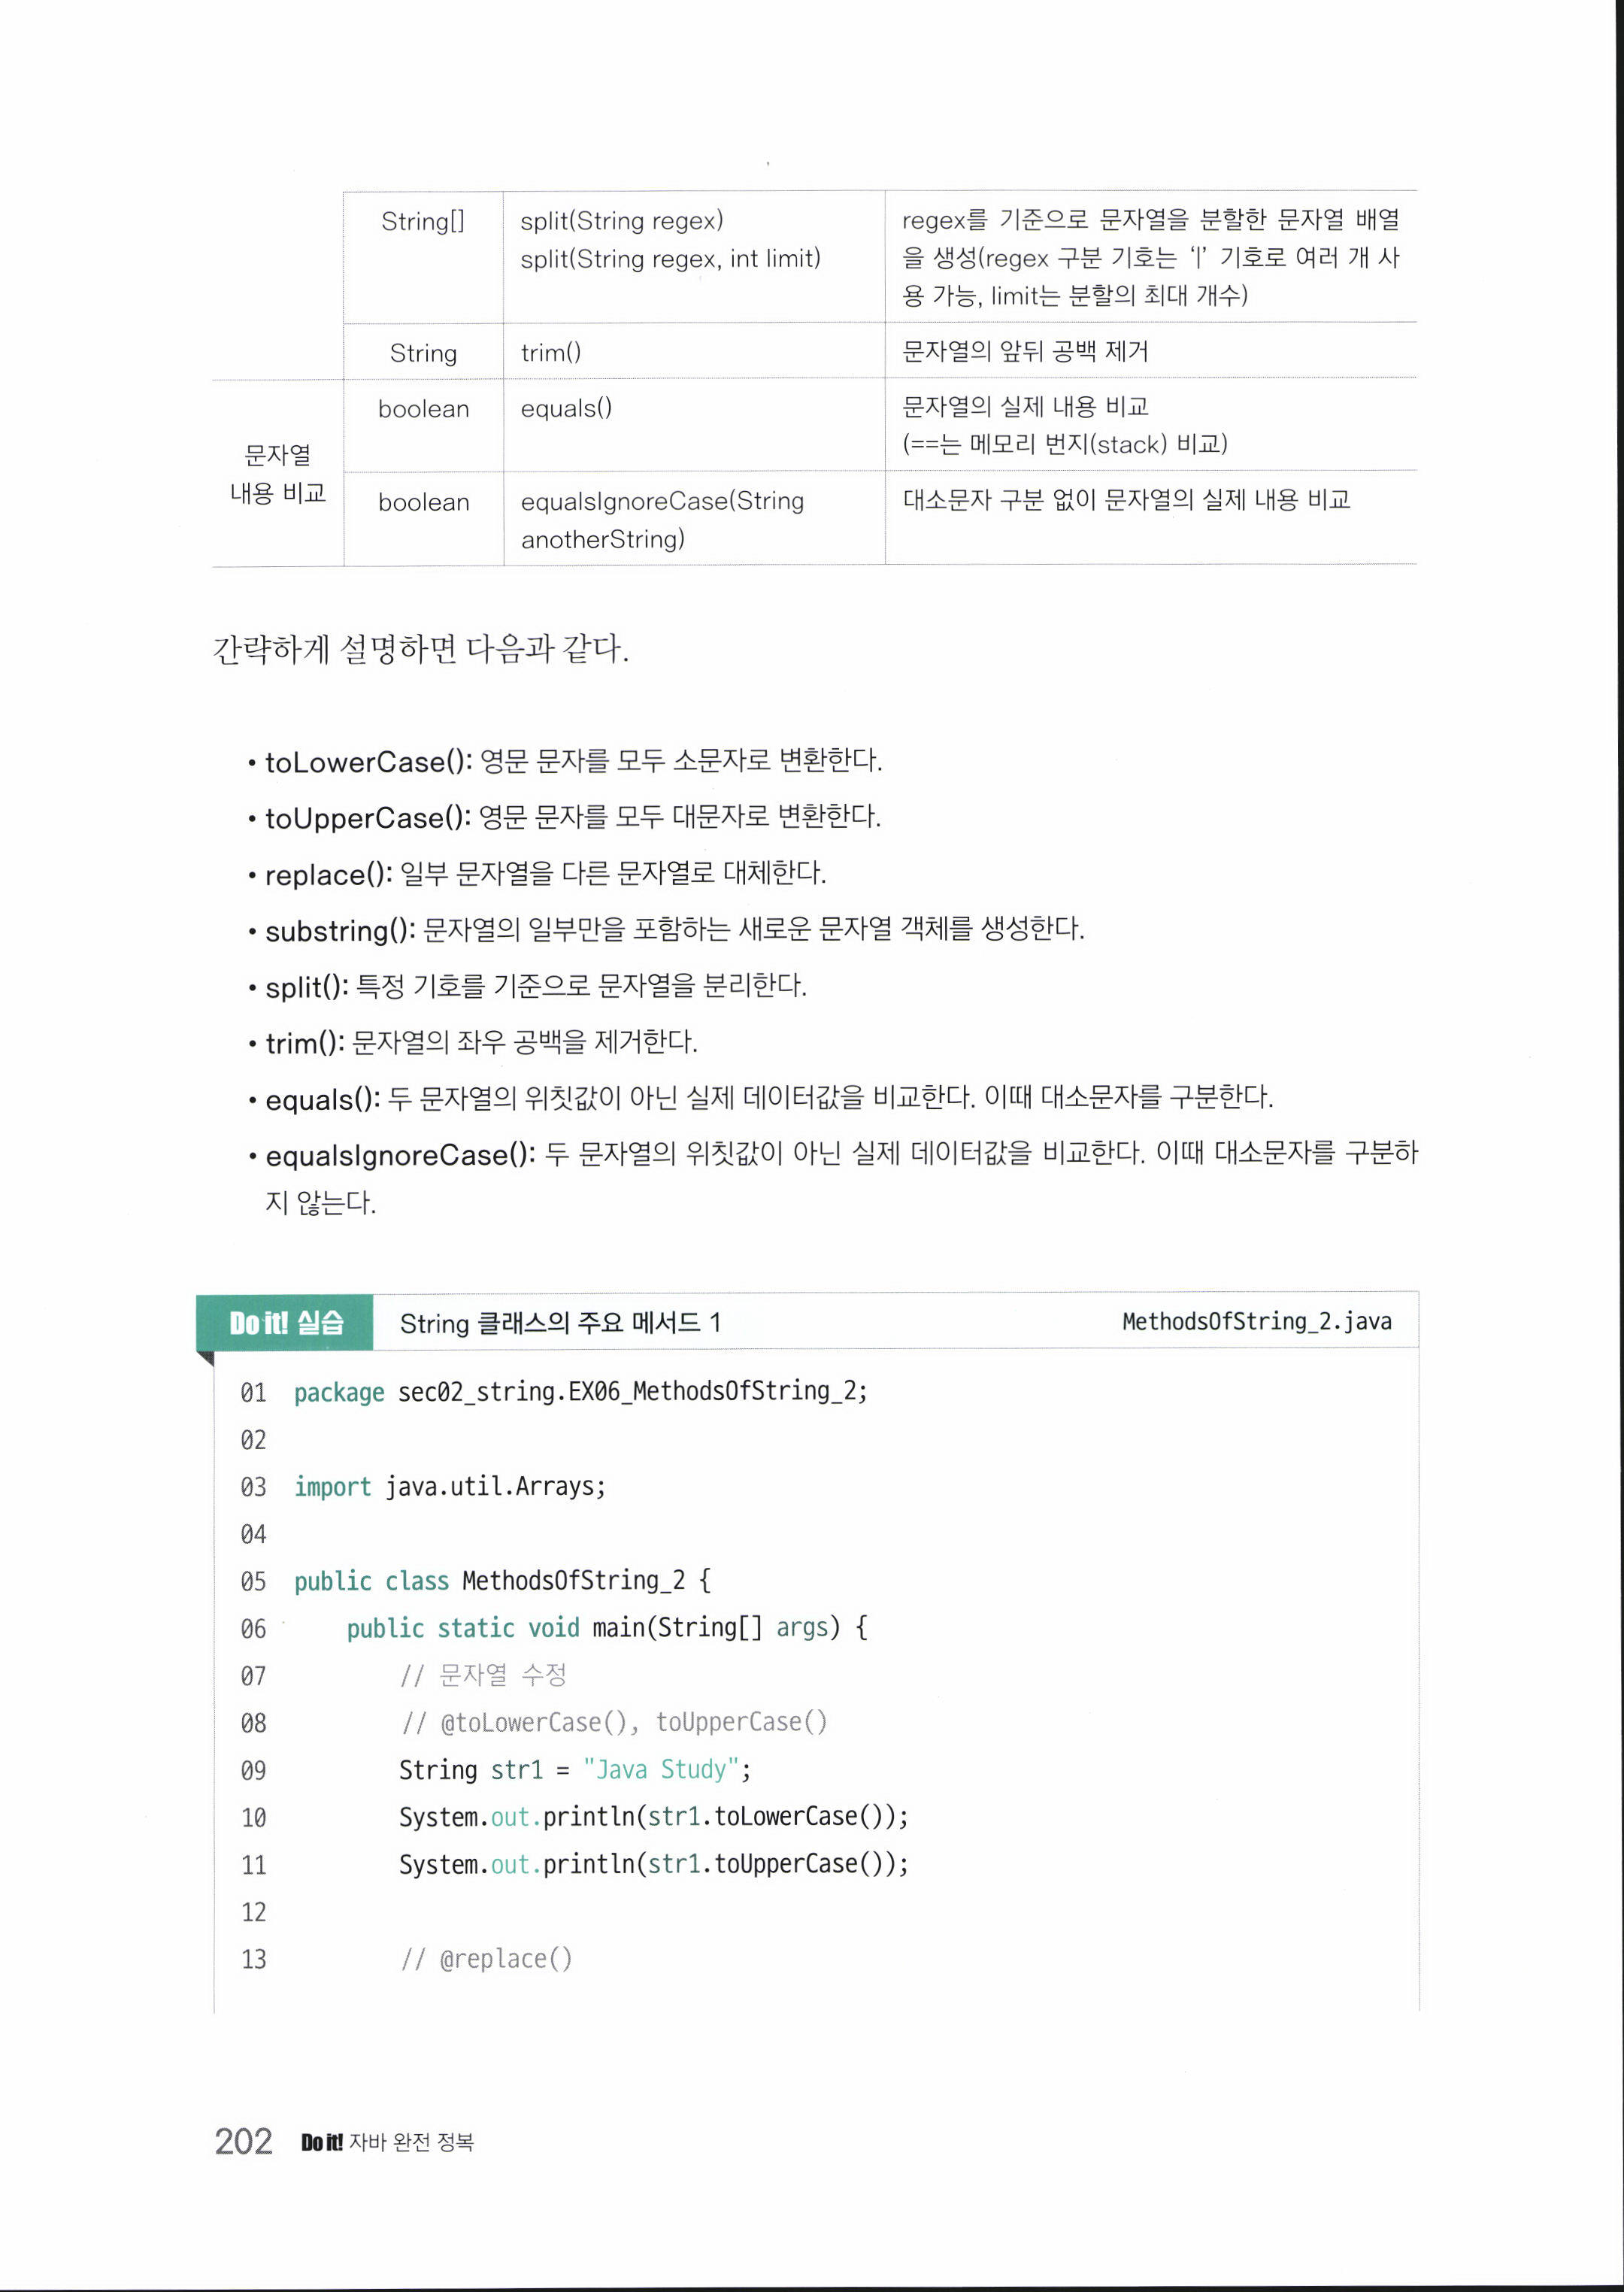 String[] split(String regex) regex를 기준으로 문자열을 분할한 문자열 배열
split(String regex, int limit) 을 생성(regex 구분 기호는 ‘|’ 기호로 여러 개 사
용 가능, limit는 분할의 최대 개수)
String trim() 문자열의 앞뒤 공백 제거
boolean equals() 문자열의 실제 내용 비교
(==는 메모리 번지(stack) 비교)
문자열
내용 비교
boolean equalsIgnoreCase(String 대소문자 구분 없이 문자열의 실제 내용 비교
anotherString)
간략하게 설명하면 다음과 같다.
• toLowerCase(): 영문 문자를 모두 소문자로 변환한다.
• toUpperCase(): 영문 문자를 모두 대문자로 변환한다.
• replace(): 일부 문자열을 다른 문자열로 대체한다.
• substring(): 문자열의 일부만을 포함하는 새로운 문자열 객체를 생성한다.
• split(): 특정 기호를 기준으로 문자열을 분리한다.
• trim(): 문자열의 좌우 공백을 제거한다.
• equals(): 두 문자열의 위칫값이 아닌 실제 데이터값을 비교한다. 이때 대소문자를 구분한다.
• equalsIgnoreCase(): 두 문자열의 위칫값이 아닌 실제 데이터값을 비교한다. 이때 대소문자를 구분하
지 않는다.
Do it! 실습 String 클래스의 주요 메서드 1 MethodsOfString_2.java
01 package sec02_string.EX06_MethodsOfString_2;
02
03 import java.util.Arrays;
04
05 public class MethodsOfString_2 {
06 public static void main(String[] args) {
07 // 문자열 수정
08 // @toLowerCase(), toUpperCase()
09 String str1 = "Java Study";
10 System.out.println(str1.toLowerCase());
11 System.out.println(str1.toUpperCase());
12
13 // @replace()
202 Do it! 자바 완전 정복